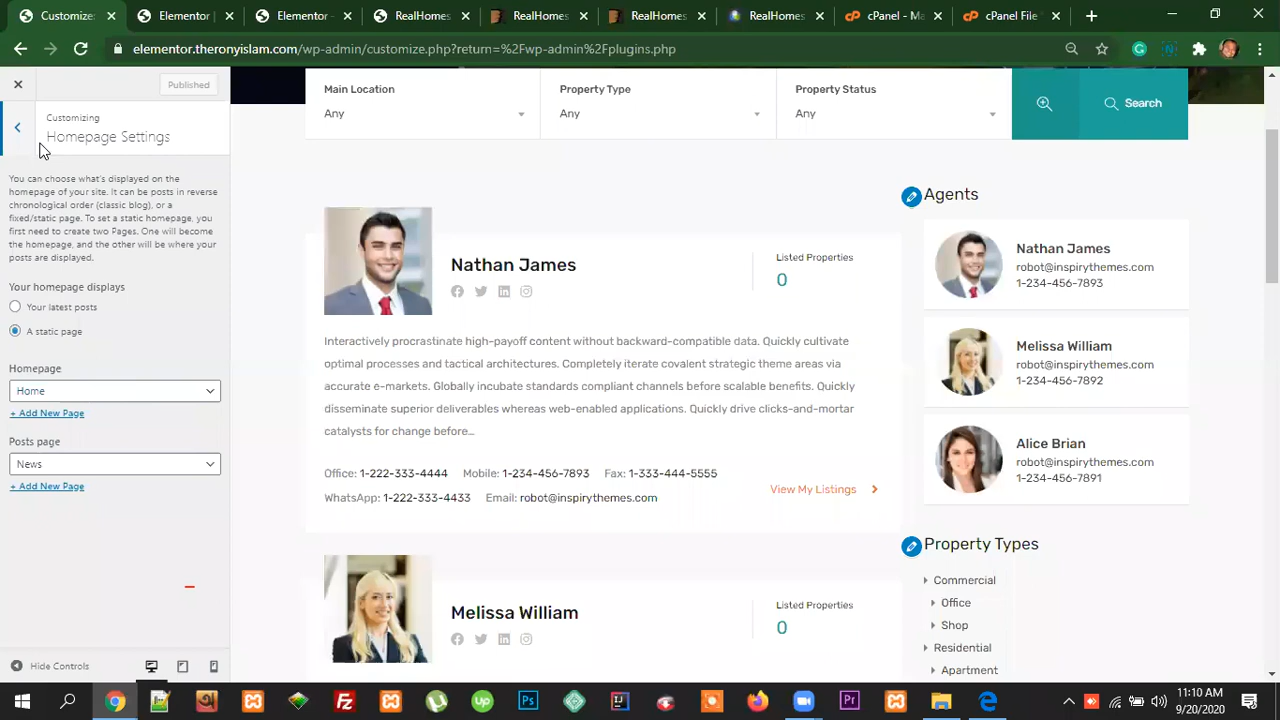 Customizi
Elementor
Elementor -
Elementor -
RealHomes
RealHomes
RealHomes
RealHomes
cPanel - Ma
cPanel File
elementor.theronyislam.com/wp-admin/customize.php?return=%2Fwp-admin%2Fplugins.php
Published
Customizing
Homepage Settings
You can choose what's displayed on the
homepage of your site. It can be posts in reverse
chronological order (classic blog), or a
fixed/static page. To set a static homepage, you
first need to create two Pages. One will become
the homepage, and the other will be where your
posts are displayed.
Your homepage displays
Your latest posts
A static page
Homepage
Home
+ Add New Page
Posts page
News
+ Add New Page
Hide Controls
Main Location
Any
Property Type
Any
Property Status
Any
Search
Nathan James
Listed Properties
0
Interactively procrastinate high-payoff content without backward-compatible data. Quickly cultivate
optimal processes and tactical architectures. Completely iterate covalent strategic theme areas via
accurate e-markets. Globally incubate standards compliant channels before scalable benefits. Quickly
disseminate superior deliverables whereas web-enabled applications. Quickly drive clicks-and-mortar
catalysts for change before...
Office: 1-222-333-4444 Mobile: 1-234-456-7893 Fax: 1-333-444-5555
WhatsApp: 1-222-333-4433 Email: robot@inspirythemes.com
View My Listings
Melissa William
Listed Properties
0
Agents
Nathan James
robot@inspirythemes.com
1-234-456-7893
Melissa William
robot@inspirythemes.com
1-234-456-7892
Alice Brian
robot@inspirythemes.com
1-234-456-7891
Property Types
Commercial
Office
Shop
Residential
Apartment
11:10 AM
9/20/2020